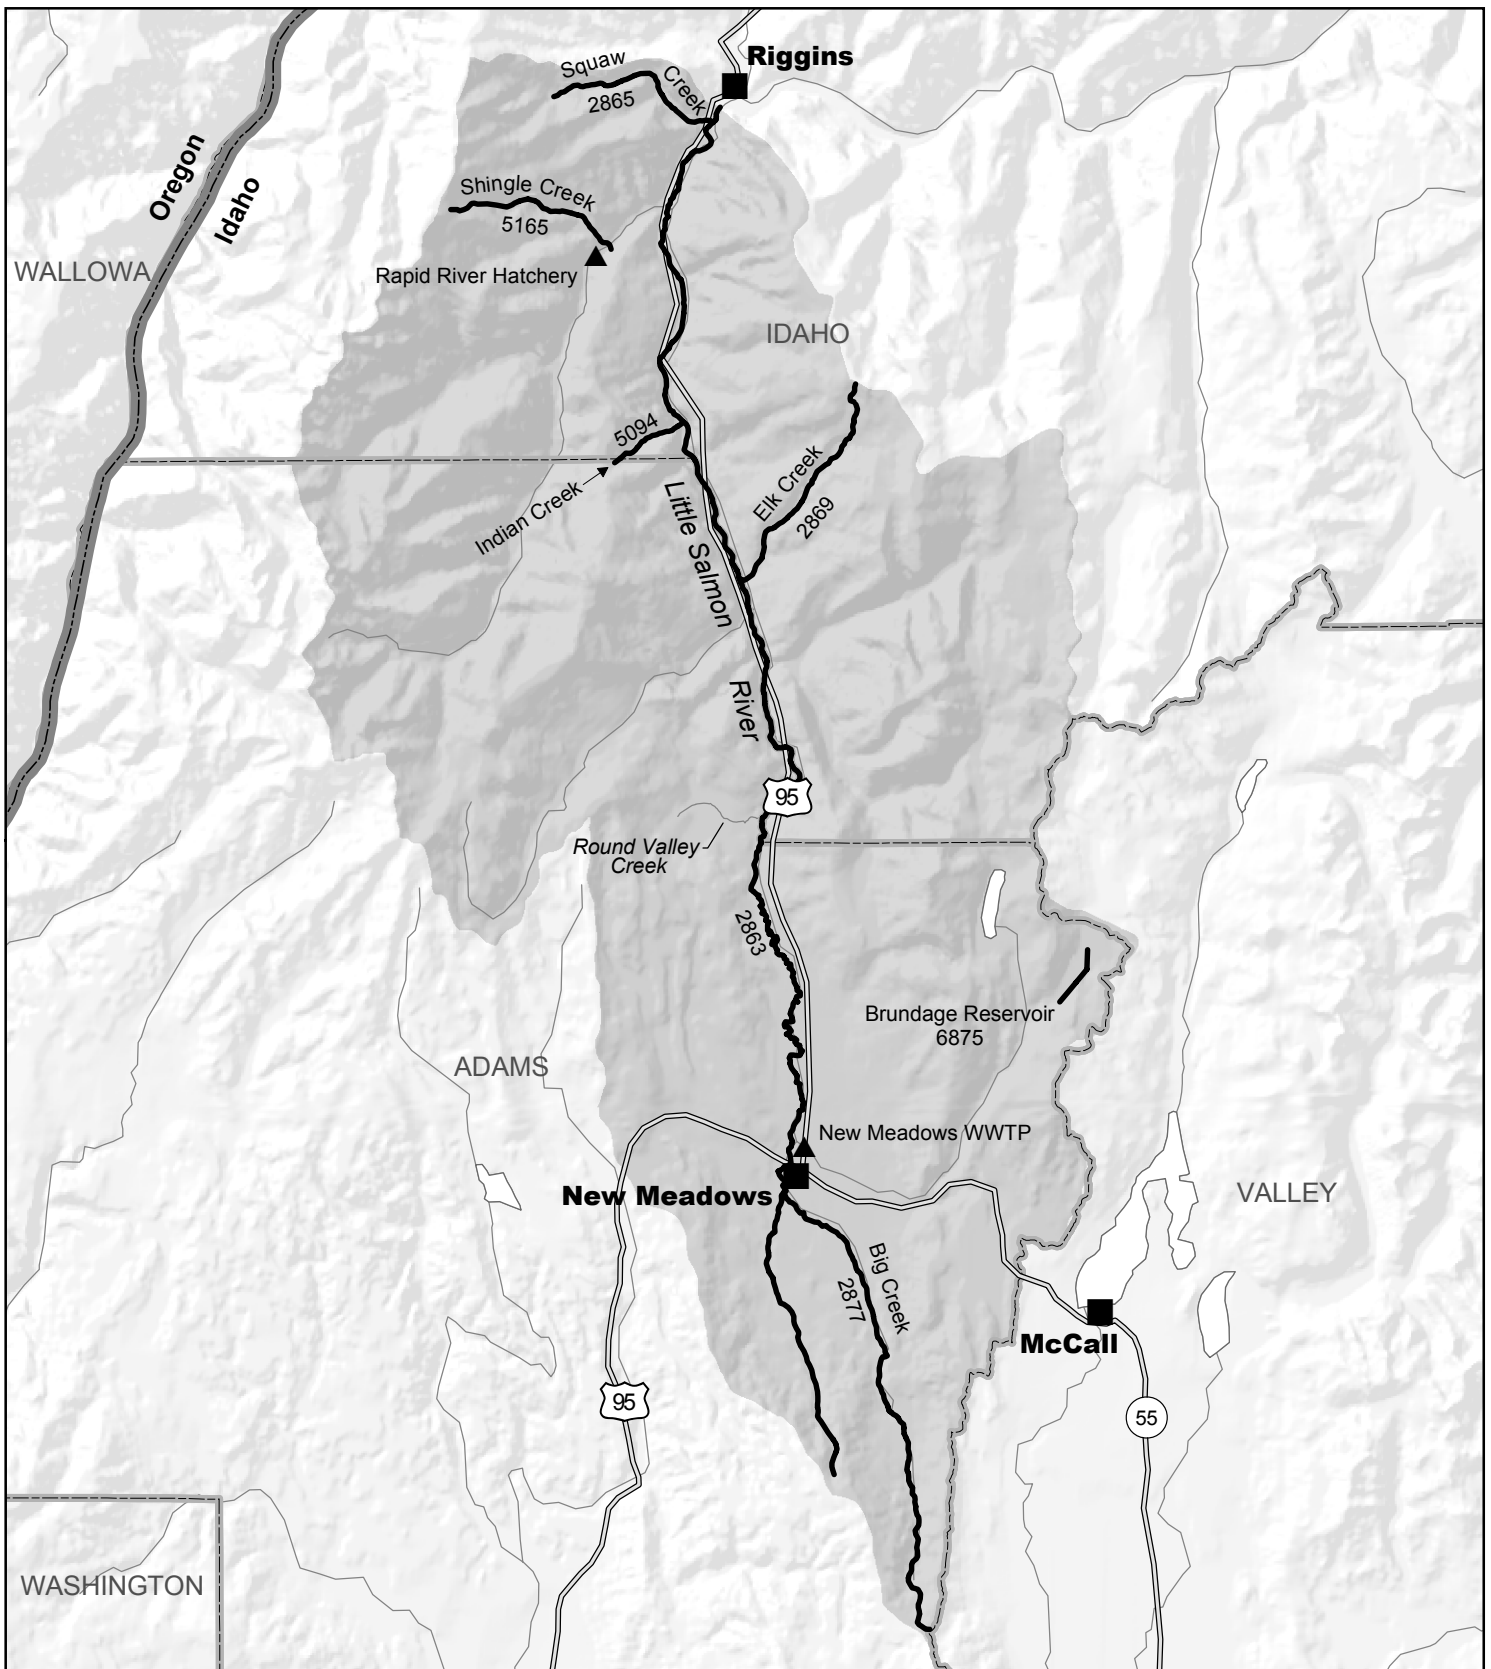 Riggins
Squaw
Creek
2865
Oregon
Idaho
Shingle Creek
5165
WALLOWA
Rapid River Hatchery
IDAHO
5094
Indian Creek
Elk Creek
2869
Little Salmon
River
95
Round Valley
Creek
2863
Brundage Reservoir
6875
ADAMS
New Meadows WWTP
New Meadows
VALLEY
Big Creek
2877
McCall
95
55
WASHINGTON